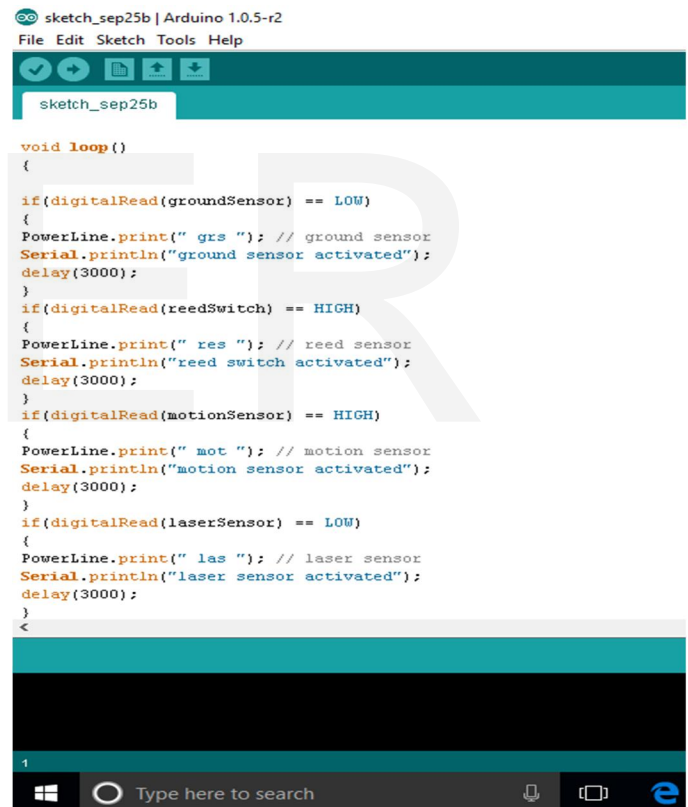 sketch_sep25b | Arduino 1.0.5-r2
File Edit Sketch Tools Help
sketch_sep25b
void loop()
{
if(digitalRead(groundSensor) == LOW)
{
PowerLine.print(" grs "); // ground sensor
Serial.println("ground sensor activated");
delay(3000);
}
if(digitalRead(reedSwitch) == HIGH)
{
PowerLine.print(" res "); // reed sensor
Serial.println("reed switch activated");
delay(3000);
}
if(digitalRead(motionSensor) == HIGH)
{
PowerLine.print(" mot "); // motion sensor
Serial.println("motion sensor activated");
delay(3000);
}
if(digitalRead(laserSensor) == LOW)
{
PowerLine.print(" las "); // laser sensor
Serial.println("laser sensor activated");
delay(3000);
}
ER
1
Type here to search